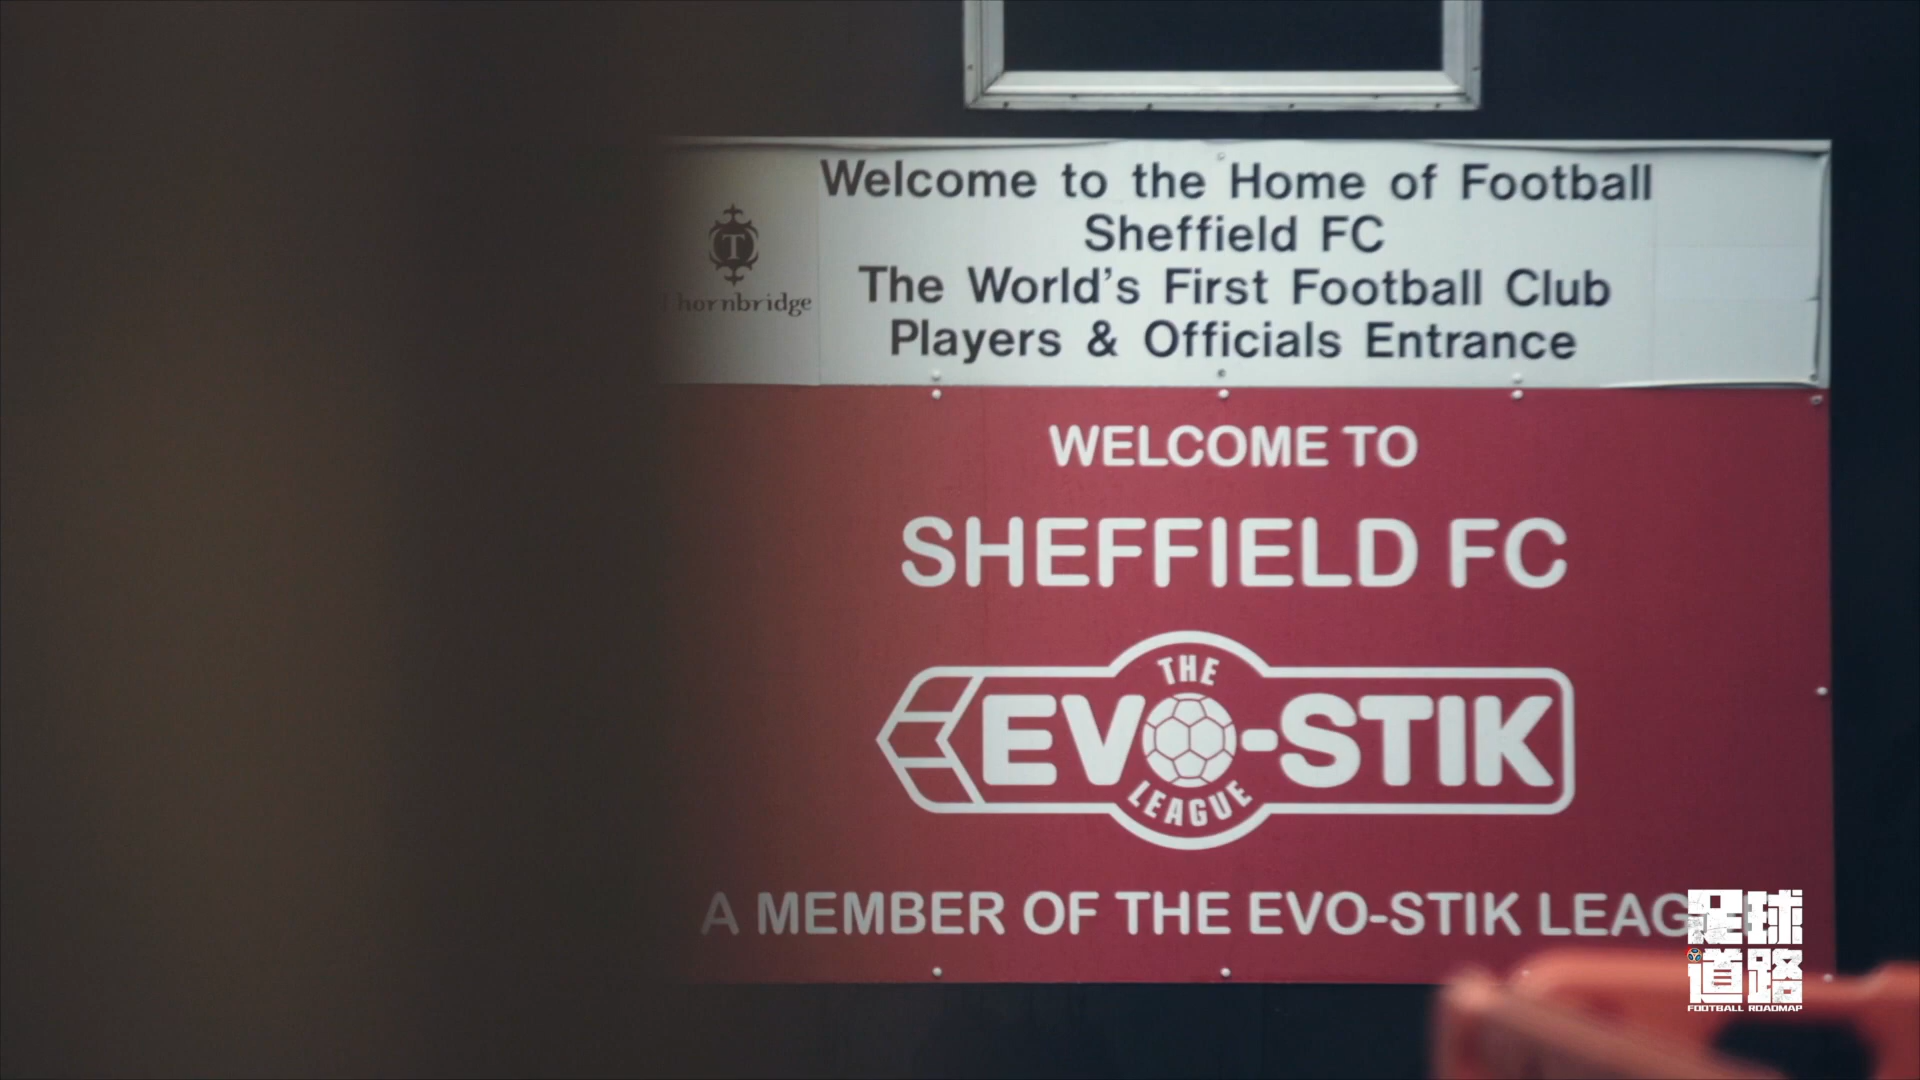 Welcome to the Home of Football
Sheffield FC
The World's First Football Club
Players & Officials Entrance
T
Thornbridge
WELCOME TO
SHEFFIELD FC
THE
EVO-STIK
LEAGUE
A MEMBER OF THE EVO-STIK LEAG
足球
道路
FOOTBALL ROADMAP